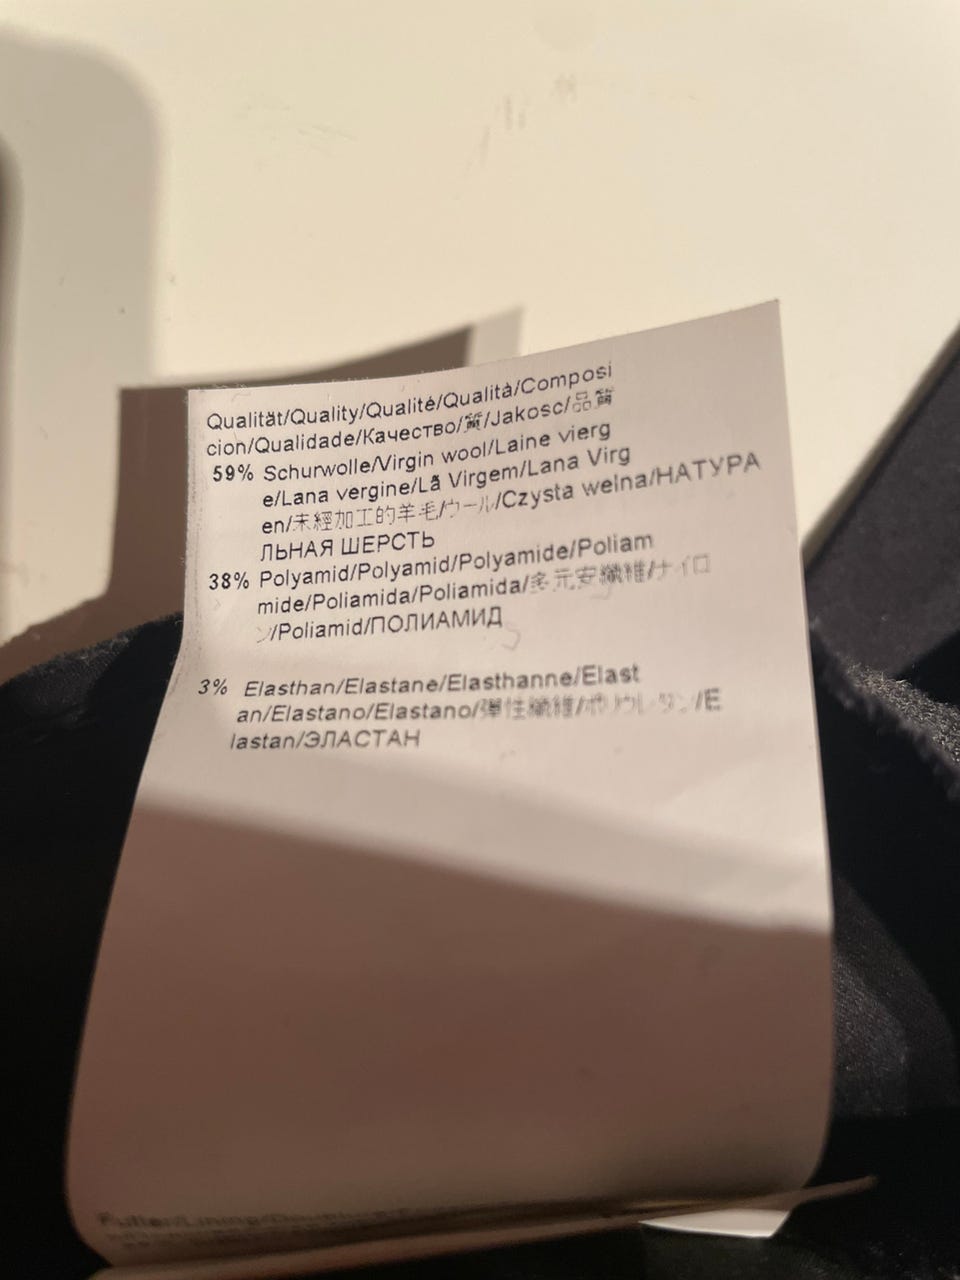 Qualität/Quality/Qualité/Qualità/Composi
cion/Qualidade/Качество/質/Jakosc/品質
59% Schurwolle/Virgin wool/Laine vierg
e/Lana vergine/Lã Virgem/Lana Virg
en/未經加工的羊毛/ウール/Czysta welna/НАТУРА
ЛЬНАЯ ШЕРСТЬ
38% Polyamid/Polyamid/Polyamide/Poliam
mide/Poliamida/Poliamida/多元安纖維/ナイロ
ン/Poliamid/ПОЛИАМИД
3% Elasthan/Elastane/Elasthanne/Elast
an/Elastano/Elastano/彈性纖維/ポリウレタン/E
lastan/ЭЛАСТАН
Futter/Lining/